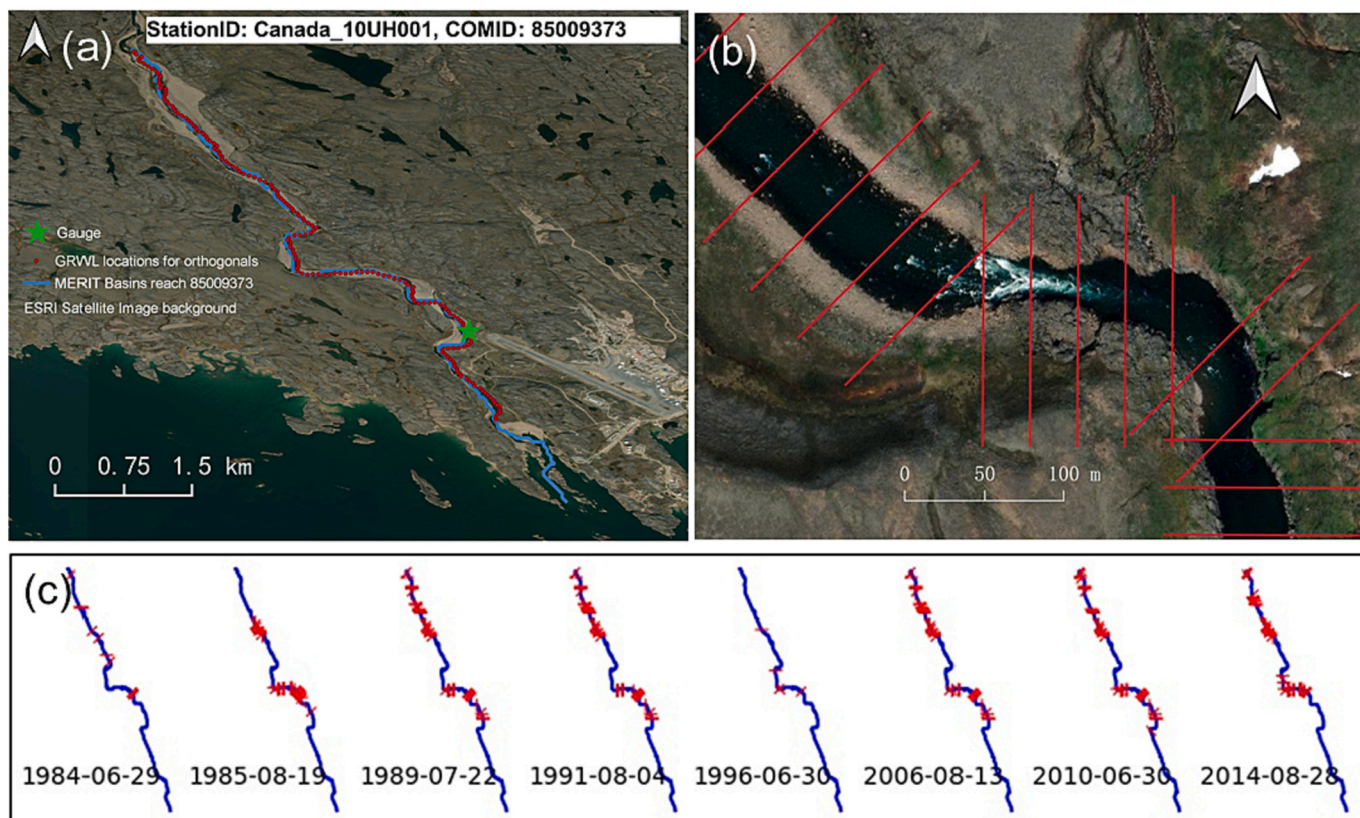 (a)
StationID: Canada_10UH001, COMID: 85009373
Gauge
GRWL locations for orthogonals
MERIT Basins reach 85009373
ESRI Satellite Image background
0 0.75 1.5 km
(b)
0 50 100 m
(c)
1984-06-29 1985-08-19 1989-07-22 1991-08-04 1996-06-30 2006-08-13 2010-06-30 2014-08-28